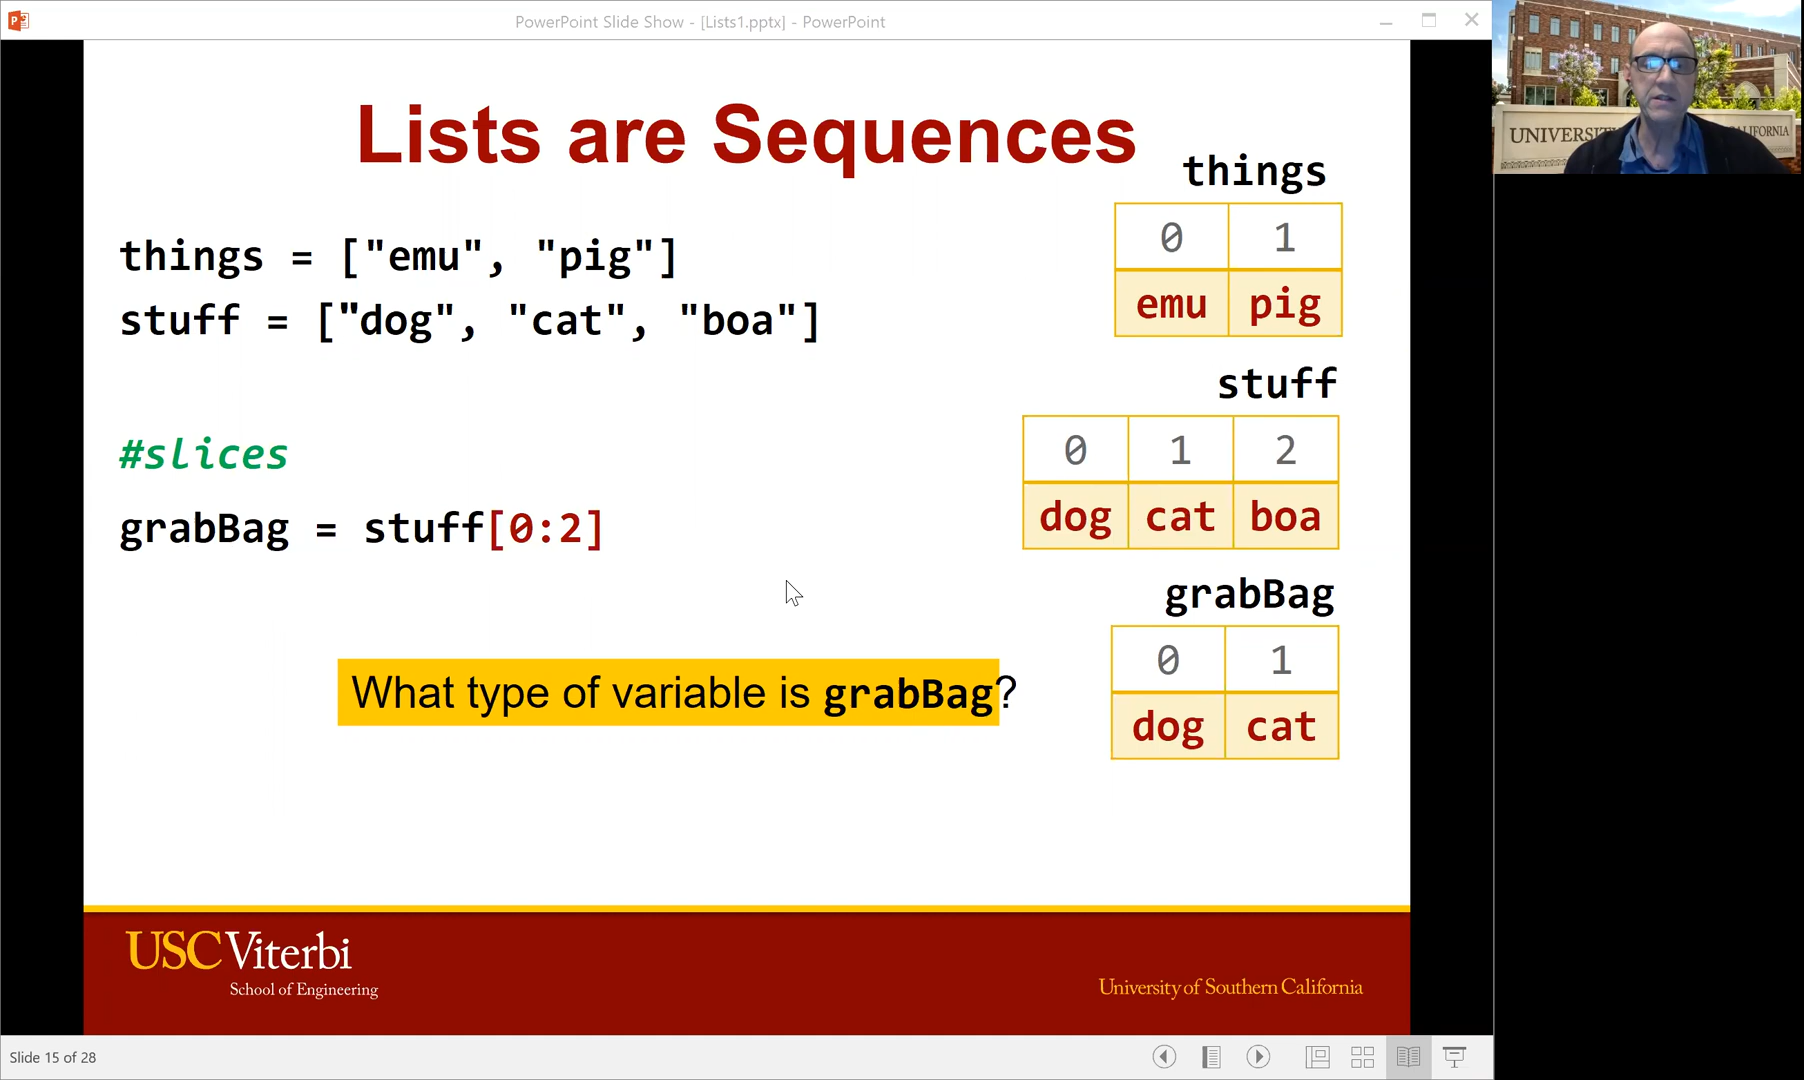 PowerPoint Slide Show - [Lists1.pptx] - PowerPoint
Lists are Sequences
things = ["emu", "pig"]
stuff = ["dog", "cat", "boa"]
#slices
grabBag = stuff[0:2]
What type of variable is grabBag?
things
0 1
emu pig
stuff
0 1 2
dog cat boa
grabBag
0 1
dog cat
USC Viterbi
School of Engineering
University of Southern California
Slide 15 of 28